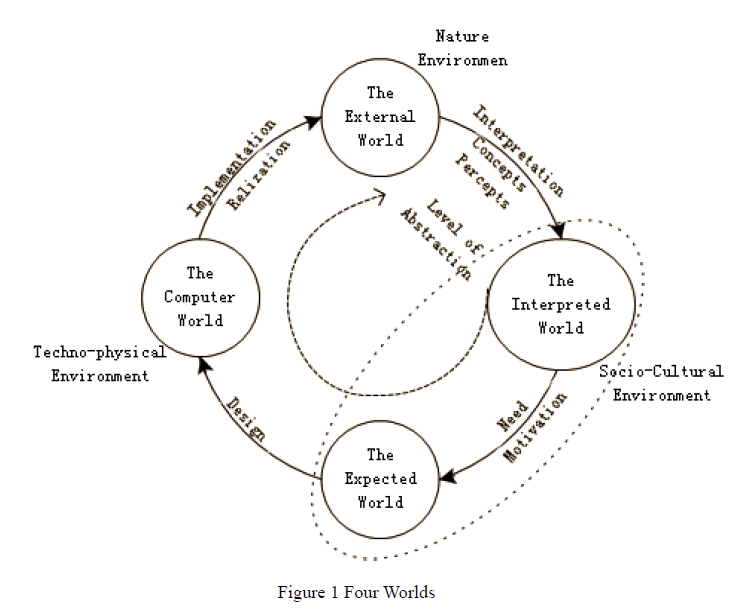 Nature
Environmen
The
External
World
Implementation
Relization
Interpretation
Concepts
Percepts
Level of
Abstraction
The
Computer
World
The
Interpreted
World
Techno-physical
Environment
Socio-Cultural
Environment
Design
Need
Motivation
The
Expected
World
Figure 1 Four Worlds